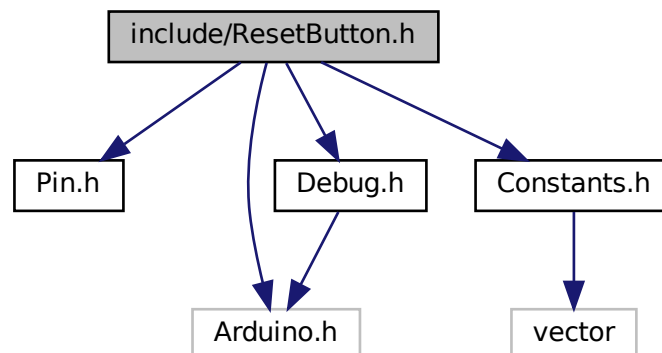 include/ResetButton.h
Pin.h
Debug.h
Constants.h
Arduino.h
vector